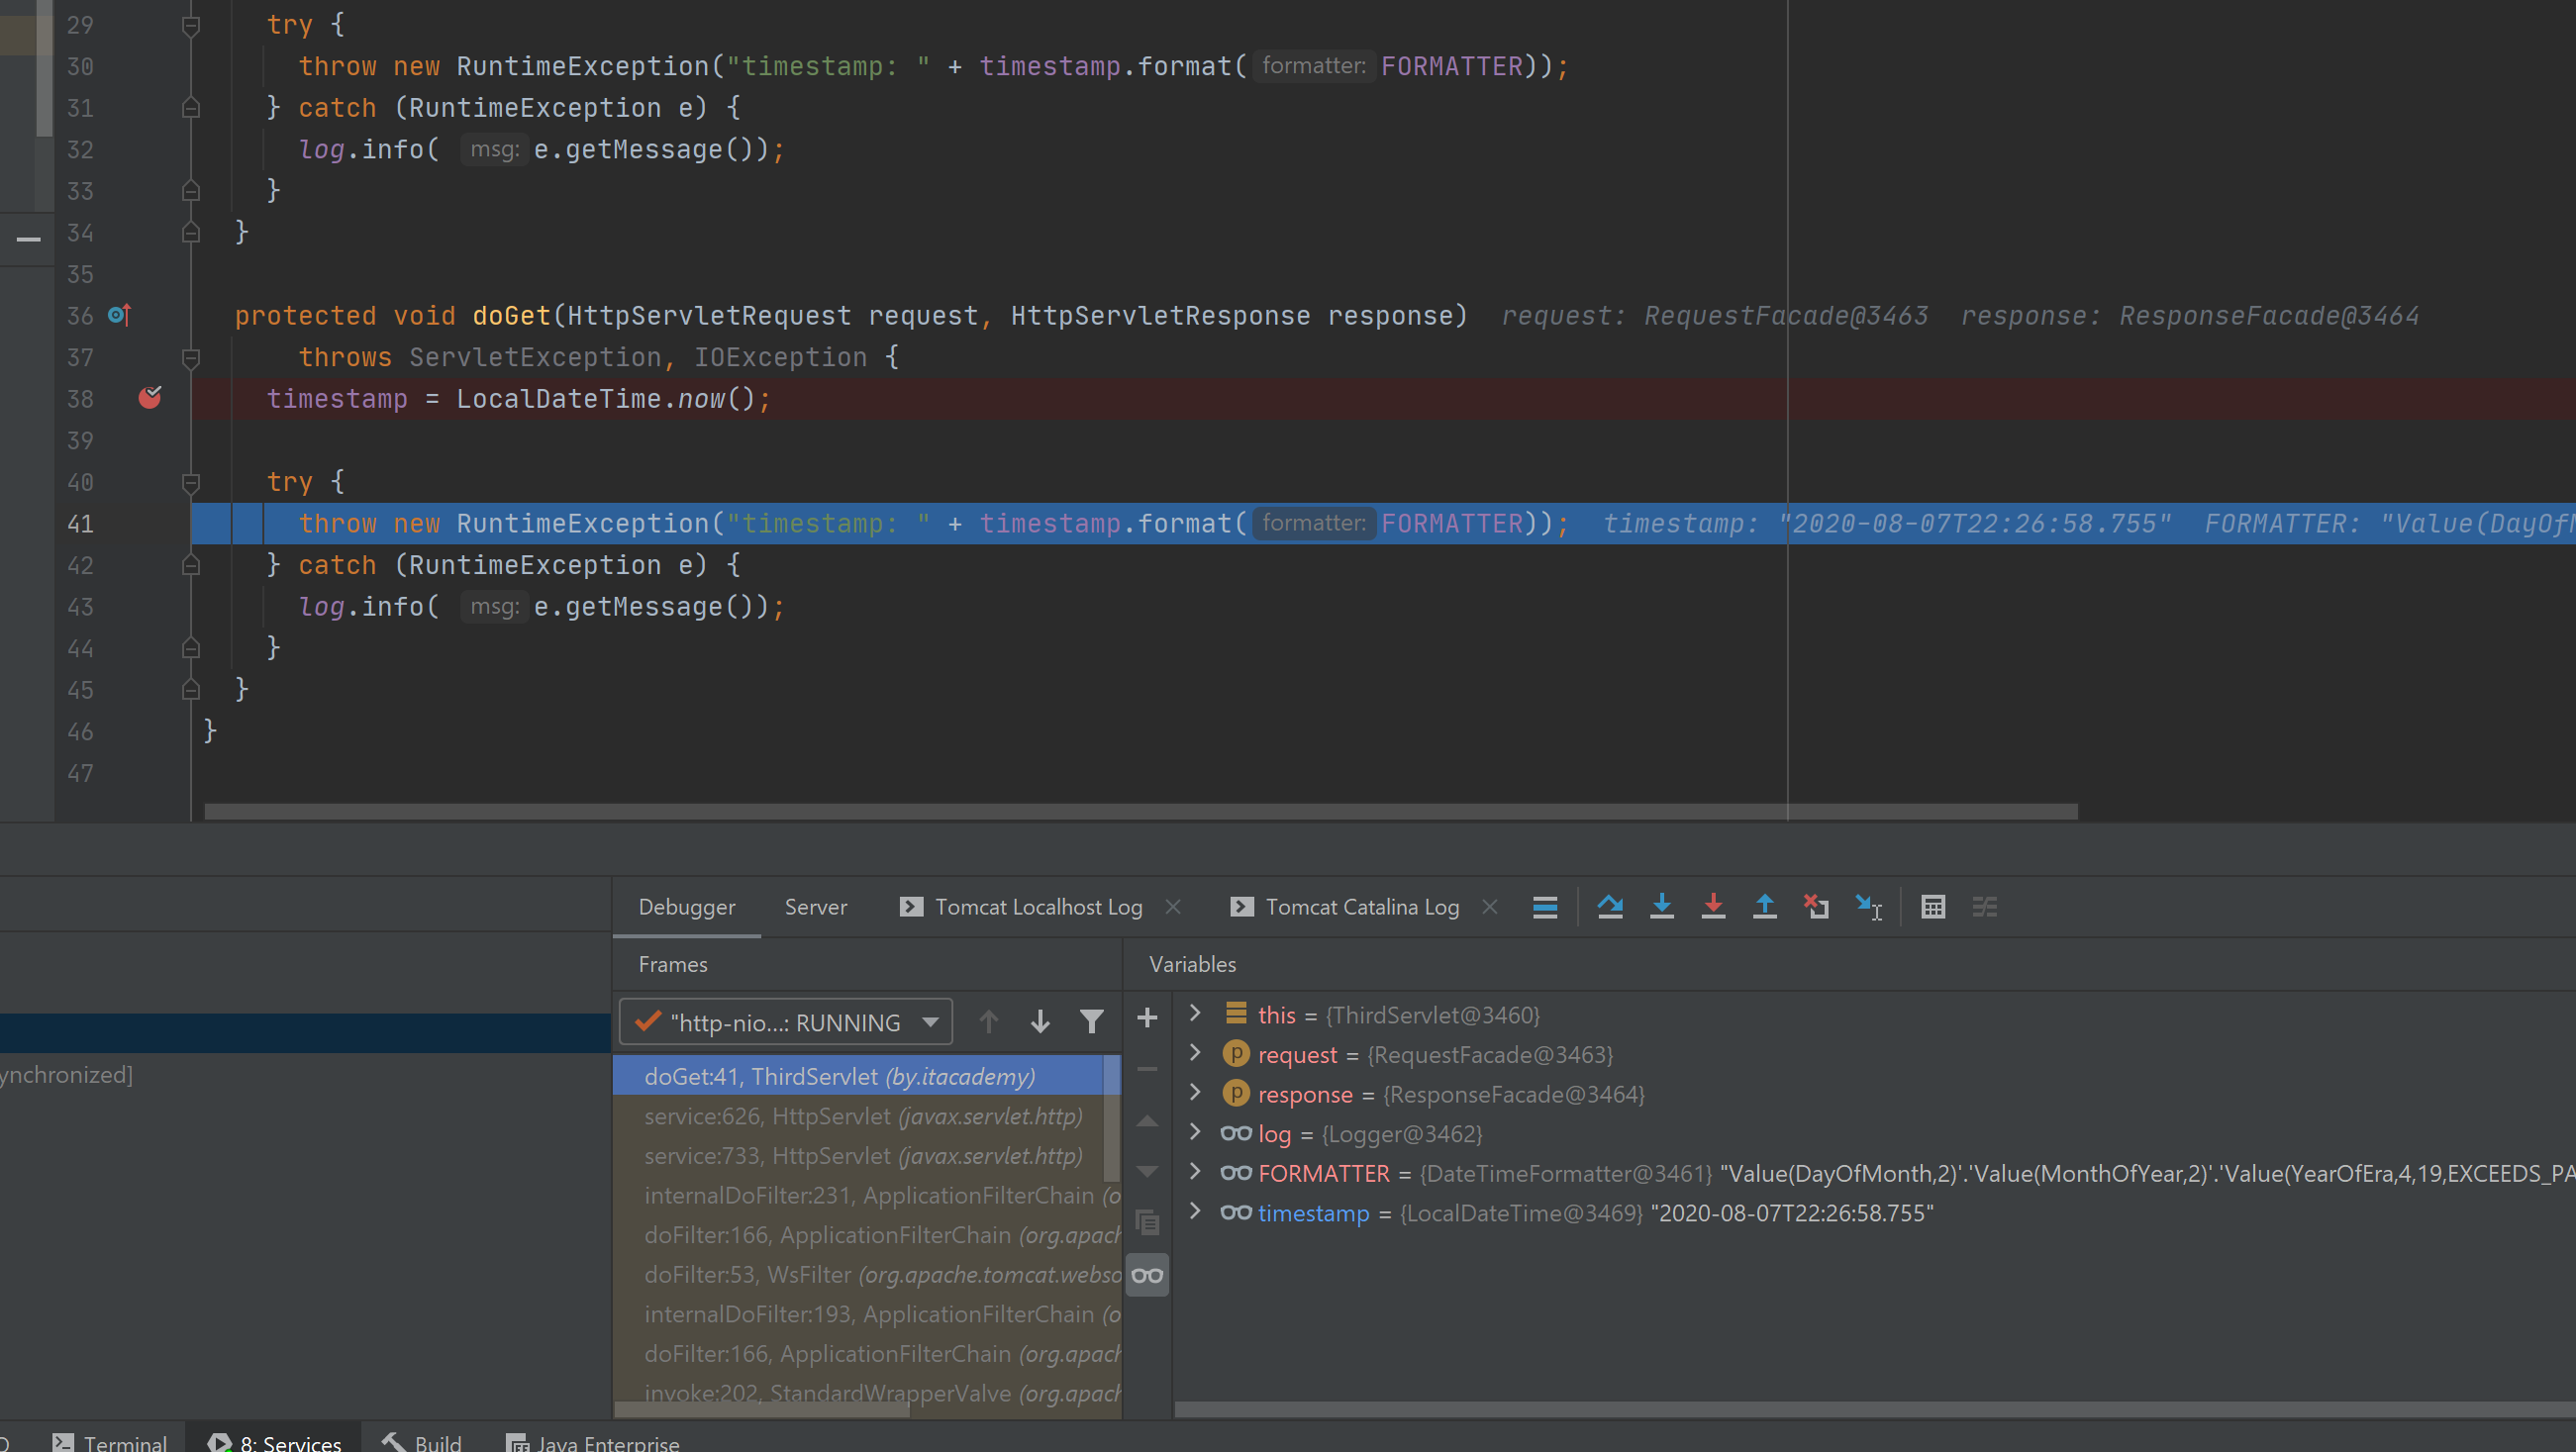 29 try {
30 throw new RuntimeException("timestamp: " + timestamp.format( formatter: FORMATTER));
31 } catch (RuntimeException e) {
32 log.info( msg: e.getMessage());
33 }
34 }
35
36 protected void doGet(HttpServletRequest request, HttpServletResponse response) request: RequestFacade@3463 response: ResponseFacade@3464
37 throws ServletException, IOException {
38 timestamp = LocalDateTime.now();
39
40 try {
41 throw new RuntimeException("timestamp: " + timestamp.format( formatter: FORMATTER)); timestamp: "2020-08-07T22:26:58.755" FORMATTER: "Value(DayOfM
42 } catch (RuntimeException e) {
43 log.info( msg: e.getMessage());
44 }
45 }
46 }
47
Debugger Server Tomcat Localhost Log Tomcat Catalina Log
Frames
Variables
"http-nio...: RUNNING
ynchronized]
doGet:41, ThirdServlet (by.itacademy)
service:626, HttpServlet (javax.servlet.http)
service:733, HttpServlet (javax.servlet.http)
internalDoFilter:231, ApplicationFilterChain (o
doFilter:166, ApplicationFilterChain (org.apach
doFilter:53, WsFilter (org.apache.tomcat.webso
internalDoFilter:193, ApplicationFilterChain (o
doFilter:166, ApplicationFilterChain (org.apach
invoke:202, StandardWrapperValve (org.apach
this = {ThirdServlet@3460}
request = {RequestFacade@3463}
response = {ResponseFacade@3464}
log = {Logger@3462}
FORMATTER = {DateTimeFormatter@3461} "Value(DayOfMonth,2)'.'Value(MonthOfYear,2)'.'Value(YearOfEra,4,19,EXCEEDS_PA
timestamp = {LocalDateTime@3469} "2020-08-07T22:26:58.755"
Terminal 8: Services Build Java Enterprise